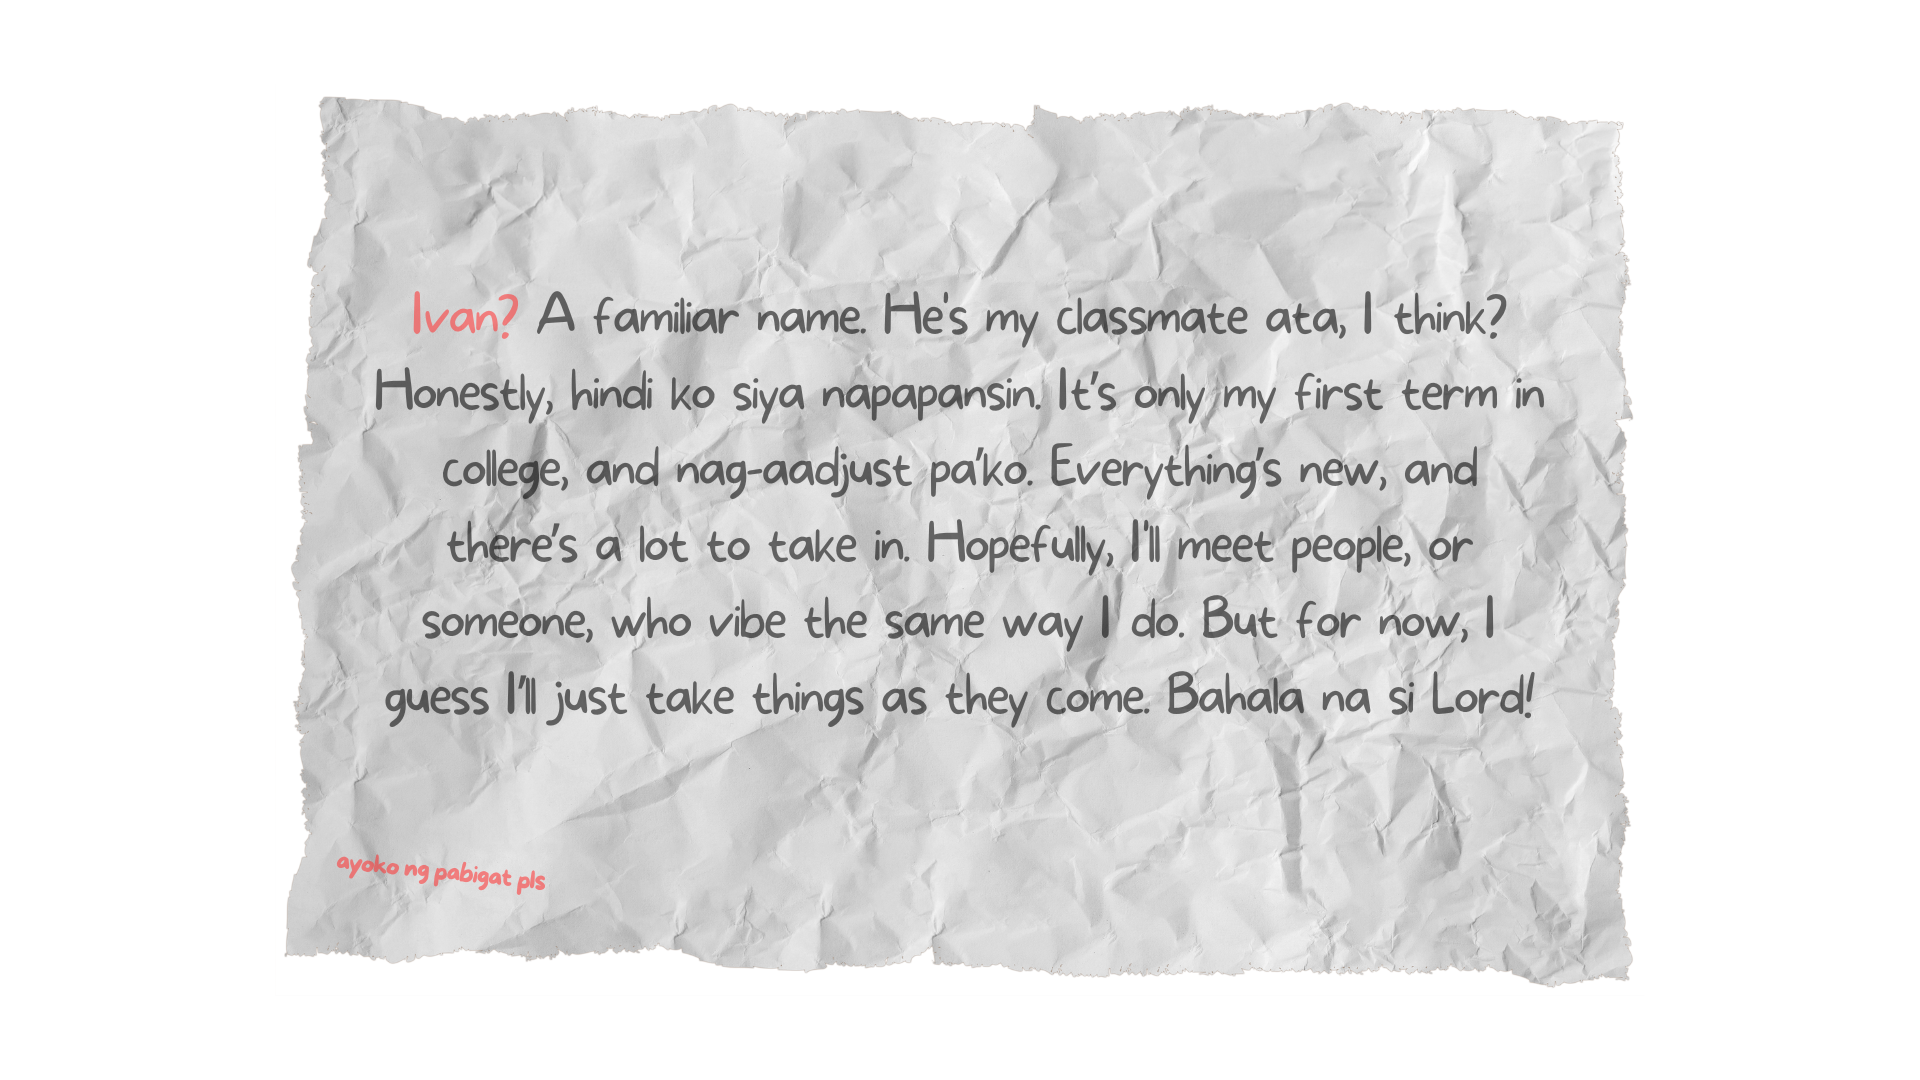 Ivan? A familiar name. He's my classmate ata, I think?
Honestly, hindi ko siya napapansin. It's only my first term in
college, and nag-aadjust pa'ko. Everything's new, and
there's a lot to take in. Hopefully, I'll meet people, or
someone, who vibe the same way I do. But for now, I
guess I'll just take things as they come. Bahala na si Lord!
ayoko ng pabigat pls